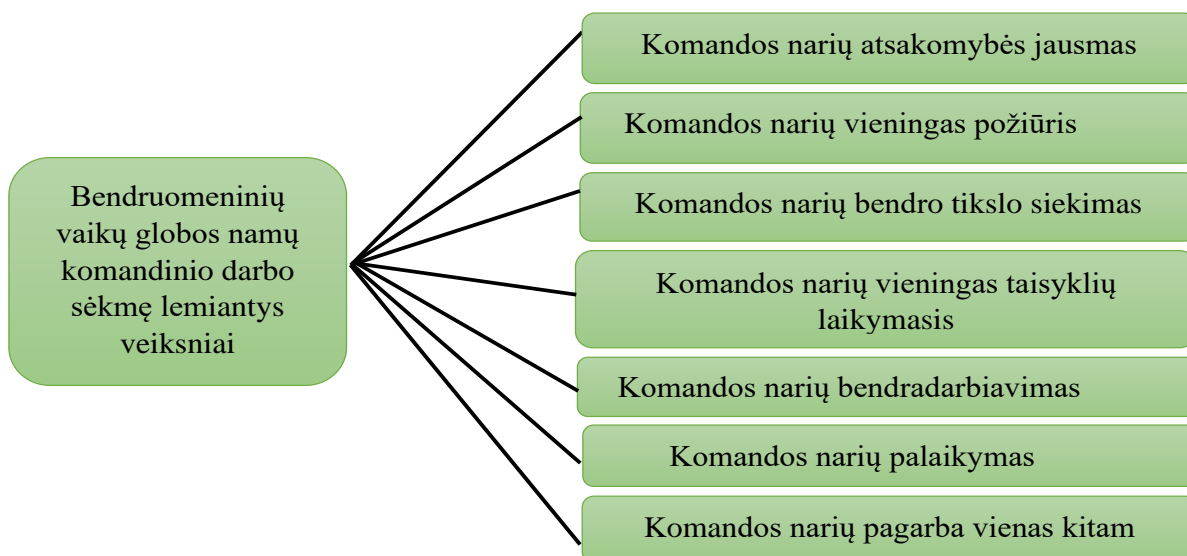 Bendruomeninių
vaikų globos namų
komandinio darbo
sėkmę lemiantys
veiksniai
Komandos narių atsakomybės jausmas
Komandos narių vieningas požiūris
Komandos narių bendro tikslo siekimas
Komandos narių vieningas taisyklių
laikymasis
Komandos narių bendradarbiavimas
Komandos narių palaikymas
Komandos narių pagarba vienas kitam